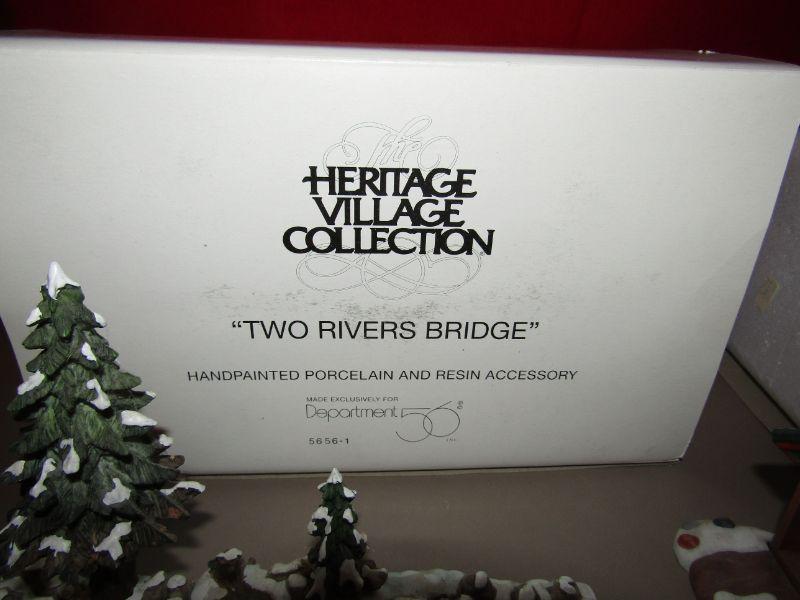 The
HERITAGE
VILLAGE
COLLECTION®
"TWO RIVERS BRIDGE"
HANDPAINTED PORCELAIN AND RESIN ACCESSORY
MADE EXCLUSIVELY FOR
Department 56®
INC.
5656-1